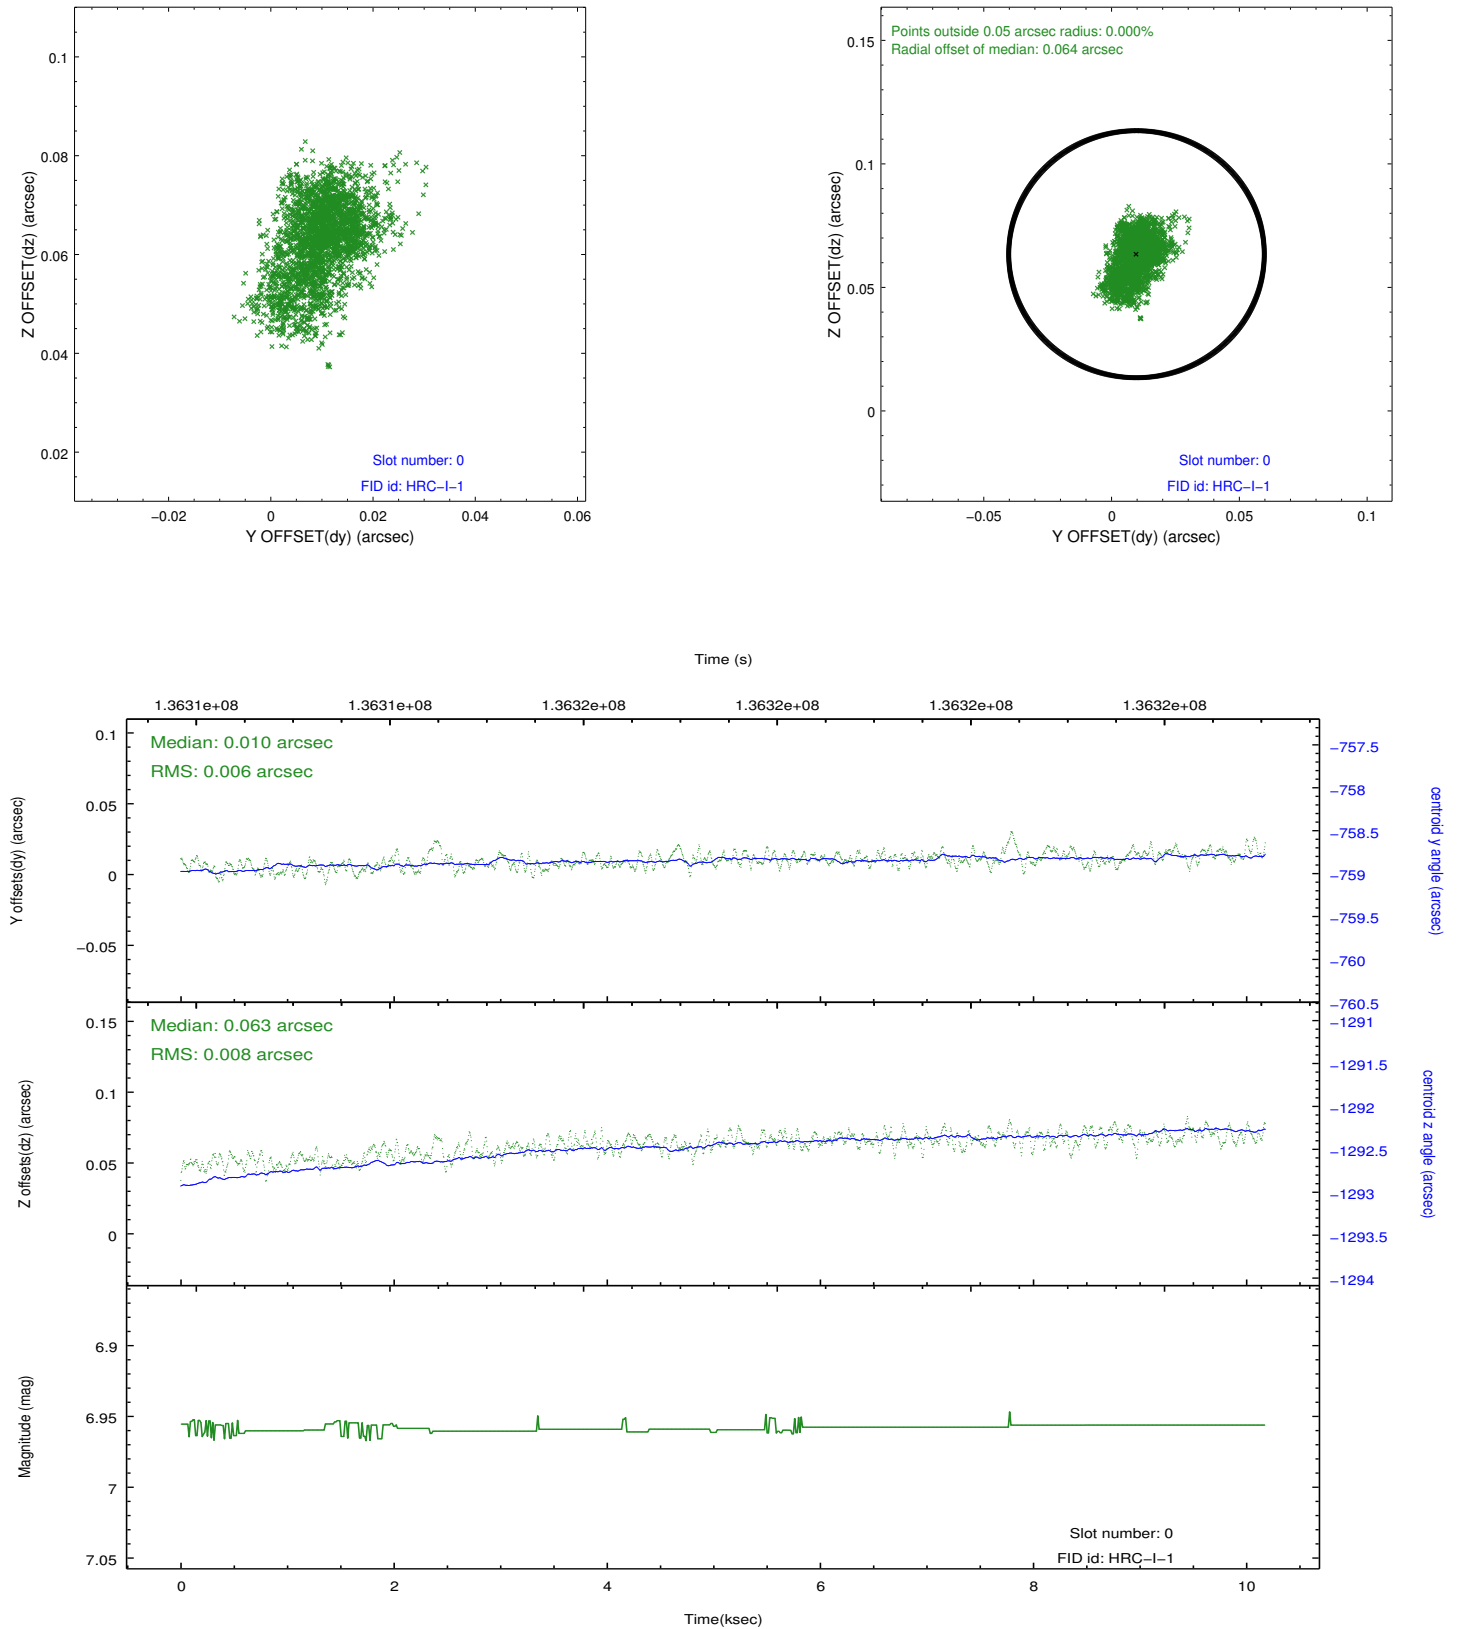 0.1
0.08
0.06
0.04
0.02
Z OFFSET(dz) (arcsec)
Slot number: 0
FID id: HRC−I−1
−0.02 0 0.02 0.04 0.06
Y OFFSET(dy) (arcsec)
Points outside 0.05 arcsec radius: 0.000%
Radial offset of median: 0.064 arcsec
0.15
0.1
0.05
0
Z OFFSET(dz) (arcsec)
Slot number: 0
FID id: HRC−I−1
−0.05 0 0.05 0.1
Y OFFSET(dy) (arcsec)
Time (s)
1.3631e+08 1.3631e+08 1.3632e+08 1.3632e+08 1.3632e+08 1.3632e+08
Median: 0.010 arcsec
RMS: 0.006 arcsec
0.1
0.05
0
−0.05
Y offsets(dy) (arcsec)
−757.5
−758
−758.5
−759
−759.5
−760
−760.5
centroid y angle (arcsec)
Median: 0.063 arcsec
RMS: 0.008 arcsec
0.15
0.1
0.05
0
Z offsets(dz) (arcsec)
−1291
−1291.5
−1292
−1292.5
−1293
−1293.5
−1294
centroid z angle (arcsec)
6.9
6.95
7
7.05
Magnitude (mag)
Slot number: 0
FID id: HRC−I−1
0 2 4 6 8 10
Time(ksec)